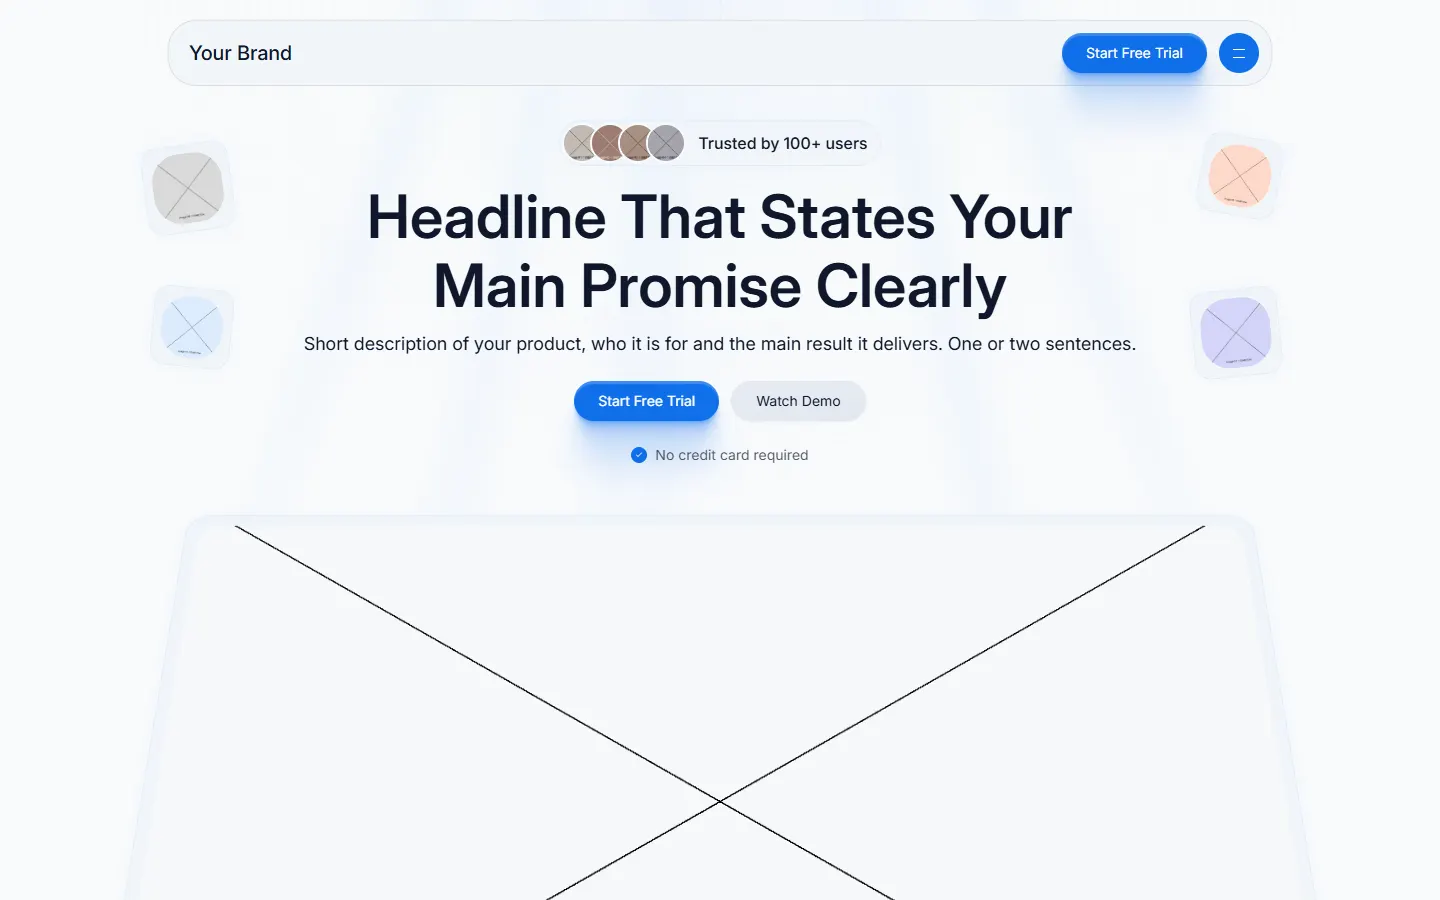 Your Brand
Start Free Trial
Trusted by 100+ users
Headline That States Your
Main Promise Clearly
Short description of your product, who it is for and the main result it delivers. One or two sentences.
Start Free Trial
Watch Demo
No credit card required